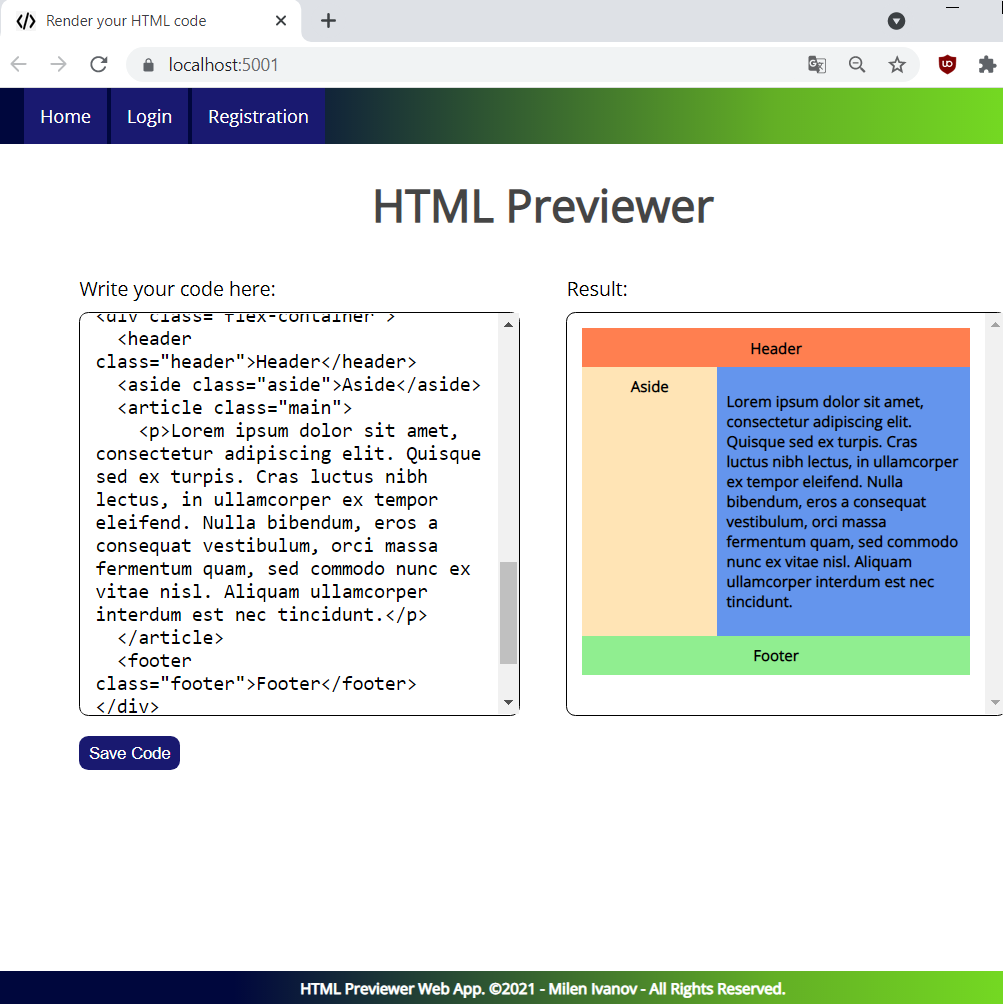 Render your HTML code
localhost:5001
Home Login Registration
HTML Previewer
Write your code here:
<div class="flex-container">
<header
class="header">Header</header>
<aside class="aside">Aside</aside>
<article class="main">
<p>Lorem ipsum dolor sit amet,
consectetur adipiscing elit. Quisque
sed ex turpis. Cras luctus nibh
lectus, in ullamcorper ex tempor
eleifend. Nulla bibendum, eros a
consequat vestibulum, orci massa
fermentum quam, sed commodo nunc ex
vitae nisl. Aliquam ullamcorper
interdum est nec tincidunt.</p>
</article>
<footer
class="footer">Footer</footer>
</div>
Save Code
Result:
Header
Aside
Lorem ipsum dolor sit amet,
consectetur adipiscing elit.
Quisque sed ex turpis. Cras
luctus nibh lectus, in ullamcorper
ex tempor eleifend. Nulla
bibendum, eros a consequat
vestibulum, orci massa
fermentum quam, sed commodo
nunc ex vitae nisl. Aliquam
ullamcorper interdum est nec
tincidunt.
Footer
HTML Previewer Web App. ©2021 - Milen Ivanov - All Rights Reserved.